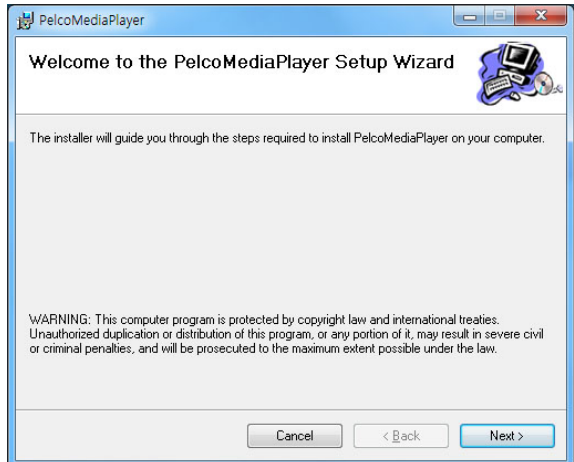 PelcoMediaPlayer
Welcome to the PelcoMediaPlayer Setup Wizard
The installer will guide you through the steps required to install PelcoMediaPlayer on your computer.
WARNING: This computer program is protected by copyright law and international treaties.
Unauthorized duplication or distribution of this program, or any portion of it, may result in severe civil
or criminal penalties, and will be prosecuted to the maximum extent possible under the law.
Cancel < Back Next >